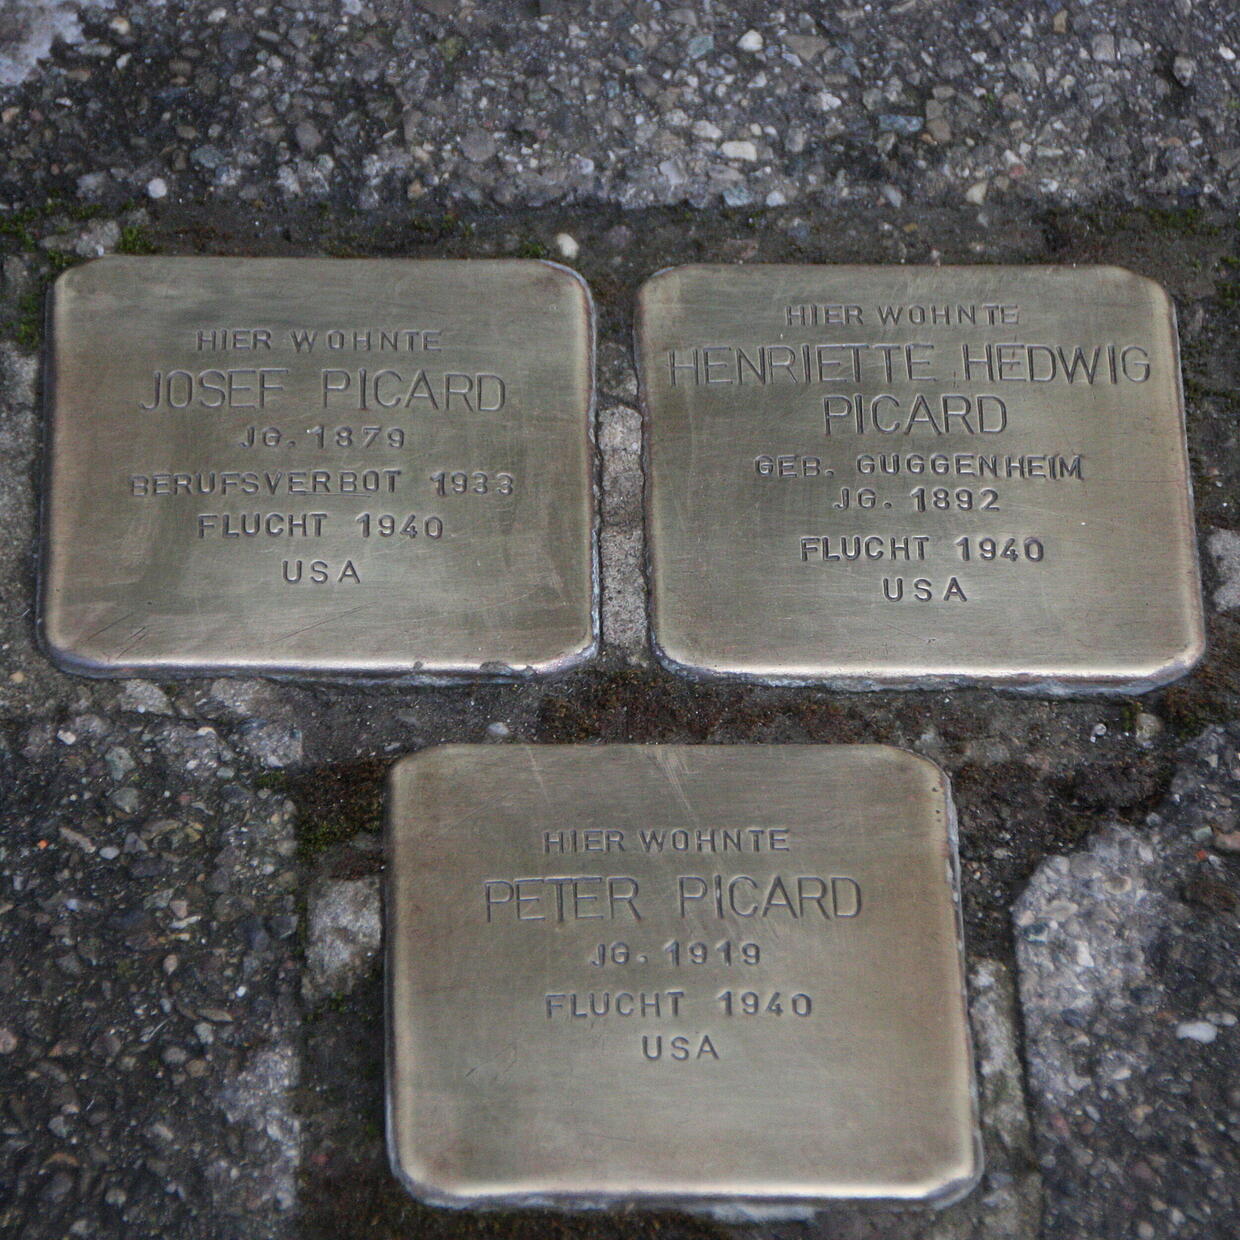 HIER WOHNTE
JOSEF PICARD
JG. 1879
BERUFSVERBOT 1933
FLUCHT 1940
USA
HIER WOHNTE
HENRIETTE HEDWIG
PICARD
GEB. GUGGENHEIM
JG. 1892
FLUCHT 1940
USA
HIER WOHNTE
PETER PICARD
JG. 1919
FLUCHT 1940
USA